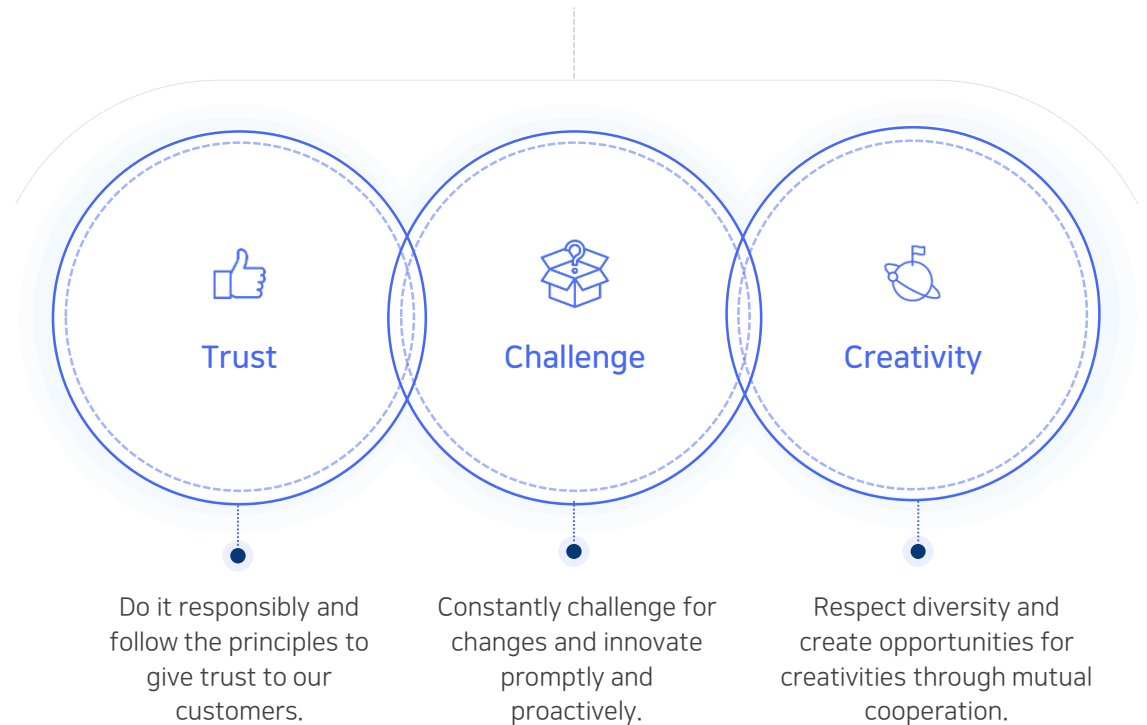 Trust
Challenge
Creativity
Do it responsibly and
follow the principles to
give trust to our
customers.
Constantly challenge for
changes and innovate
promptly and
proactively.
Respect diversity and
create opportunities for
creativities through mutual
cooperation.